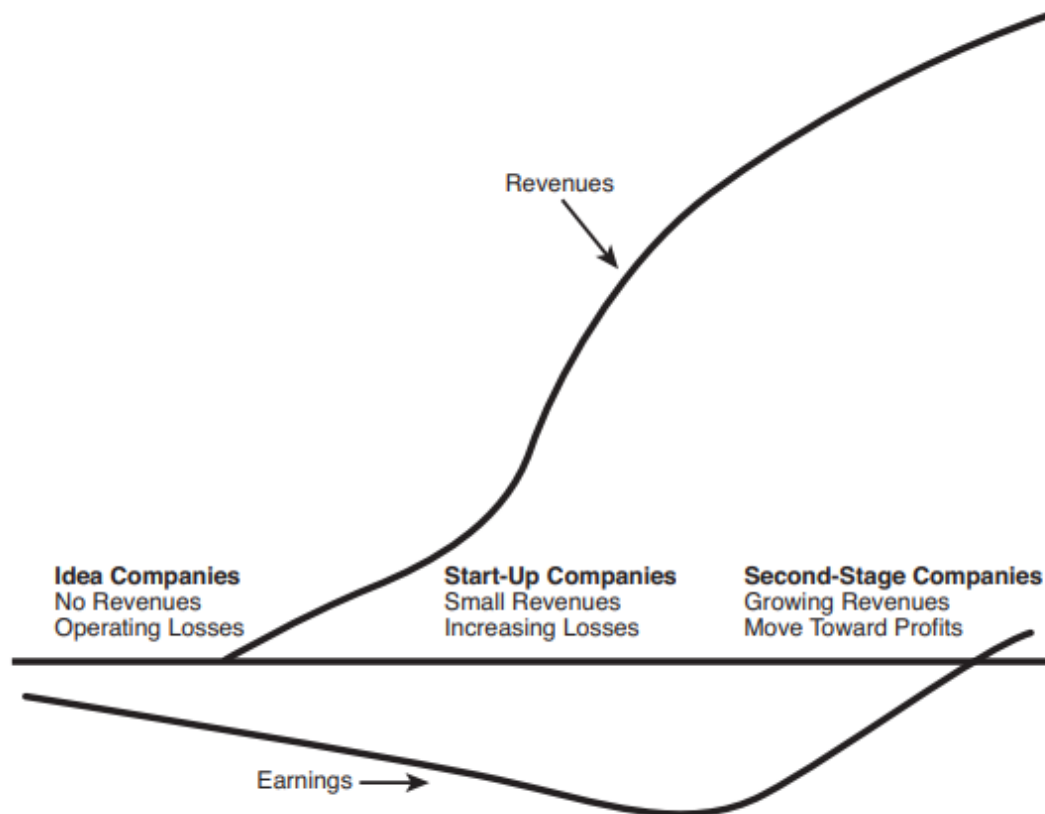 Revenues
Idea Companies
No Revenues
Operating Losses
Start-Up Companies
Small Revenues
Increasing Losses
Second-Stage Companies
Growing Revenues
Move Toward Profits
Earnings